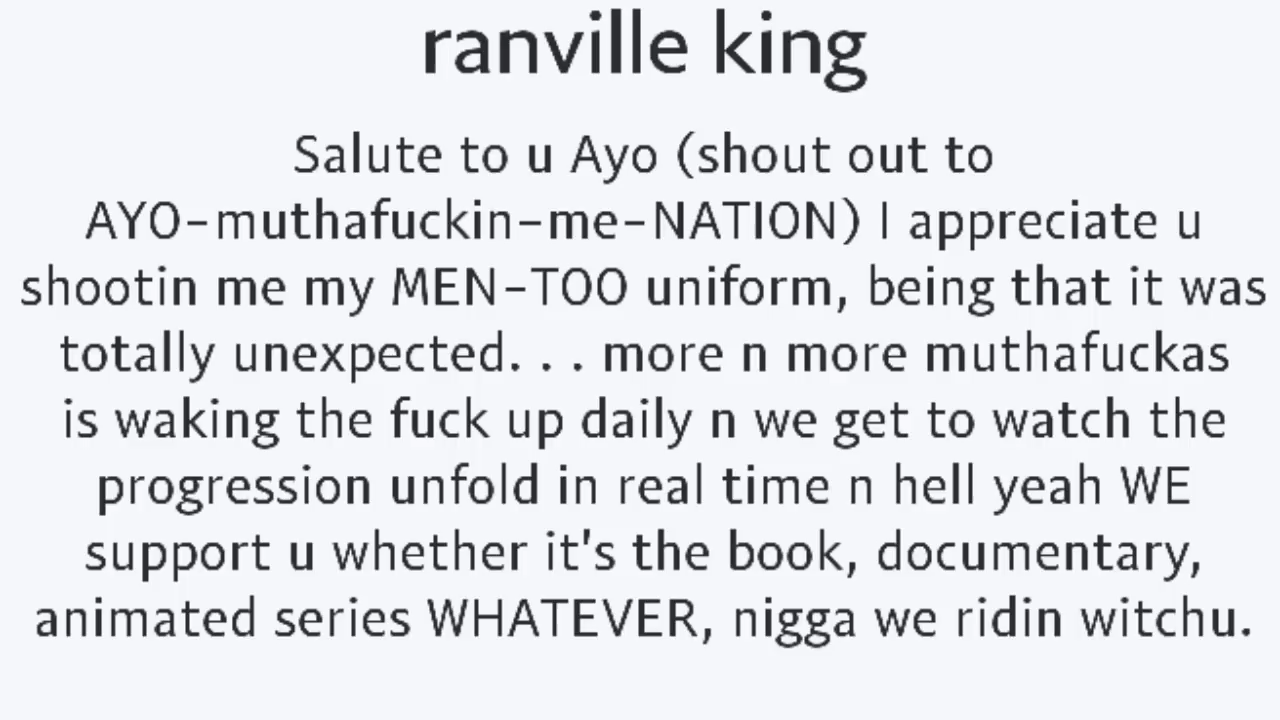 ranville king
Salute to u Ayo (shout out to
AYO-muthafuckin-me-NATION) I appreciate u
shootin me my MEN-TOO uniform, being that it was
totally unexpected. . . more n more muthafuckas
is waking the fuck up daily n we get to watch the
progression unfold in real time n hell yeah WE
support u whether it's the book, documentary,
animated series WHATEVER, nigga we ridin witchu.